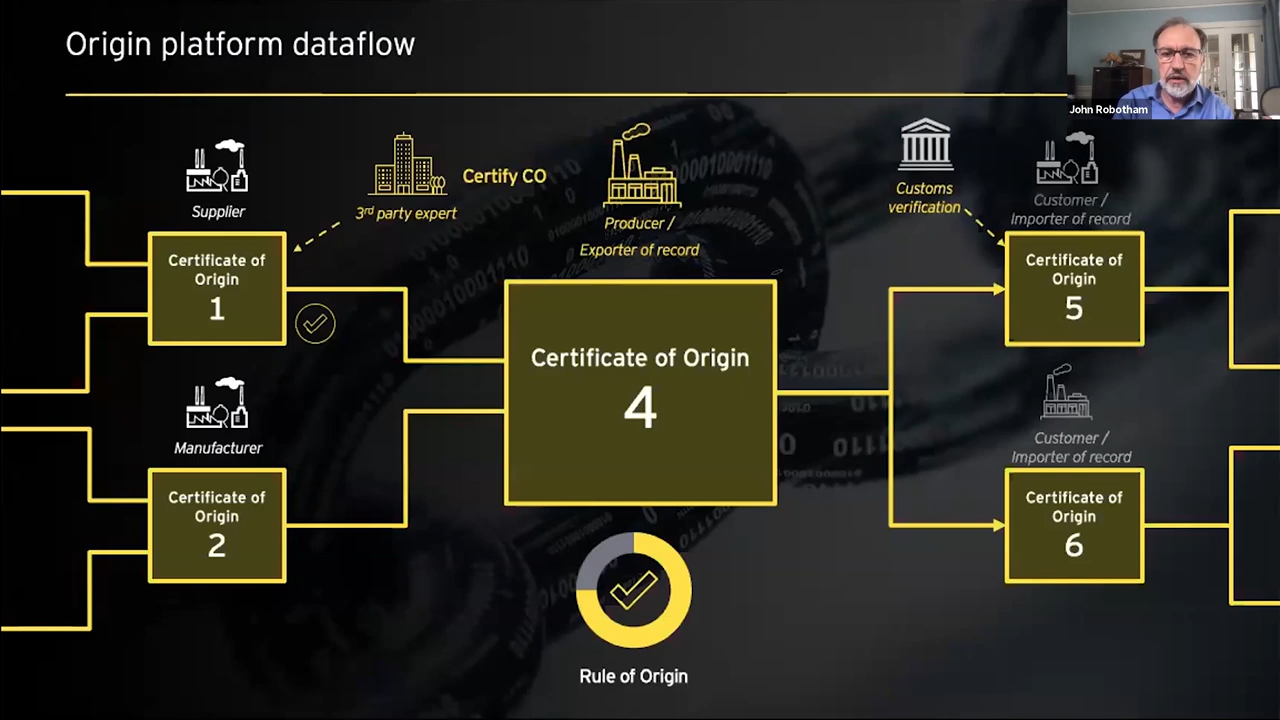 Origin platform dataflow
John Robotham
Supplier
3rd party expert
Certify CO
Producer /
Exporter of record
Customs
verification
Customer /
Importer of record
Certificate of
Origin
1
Certificate of Origin
4
Certificate of
Origin
5
Manufacturer
Certificate of
Origin
2
Customer /
Importer of record
Certificate of
Origin
6
Rule of Origin